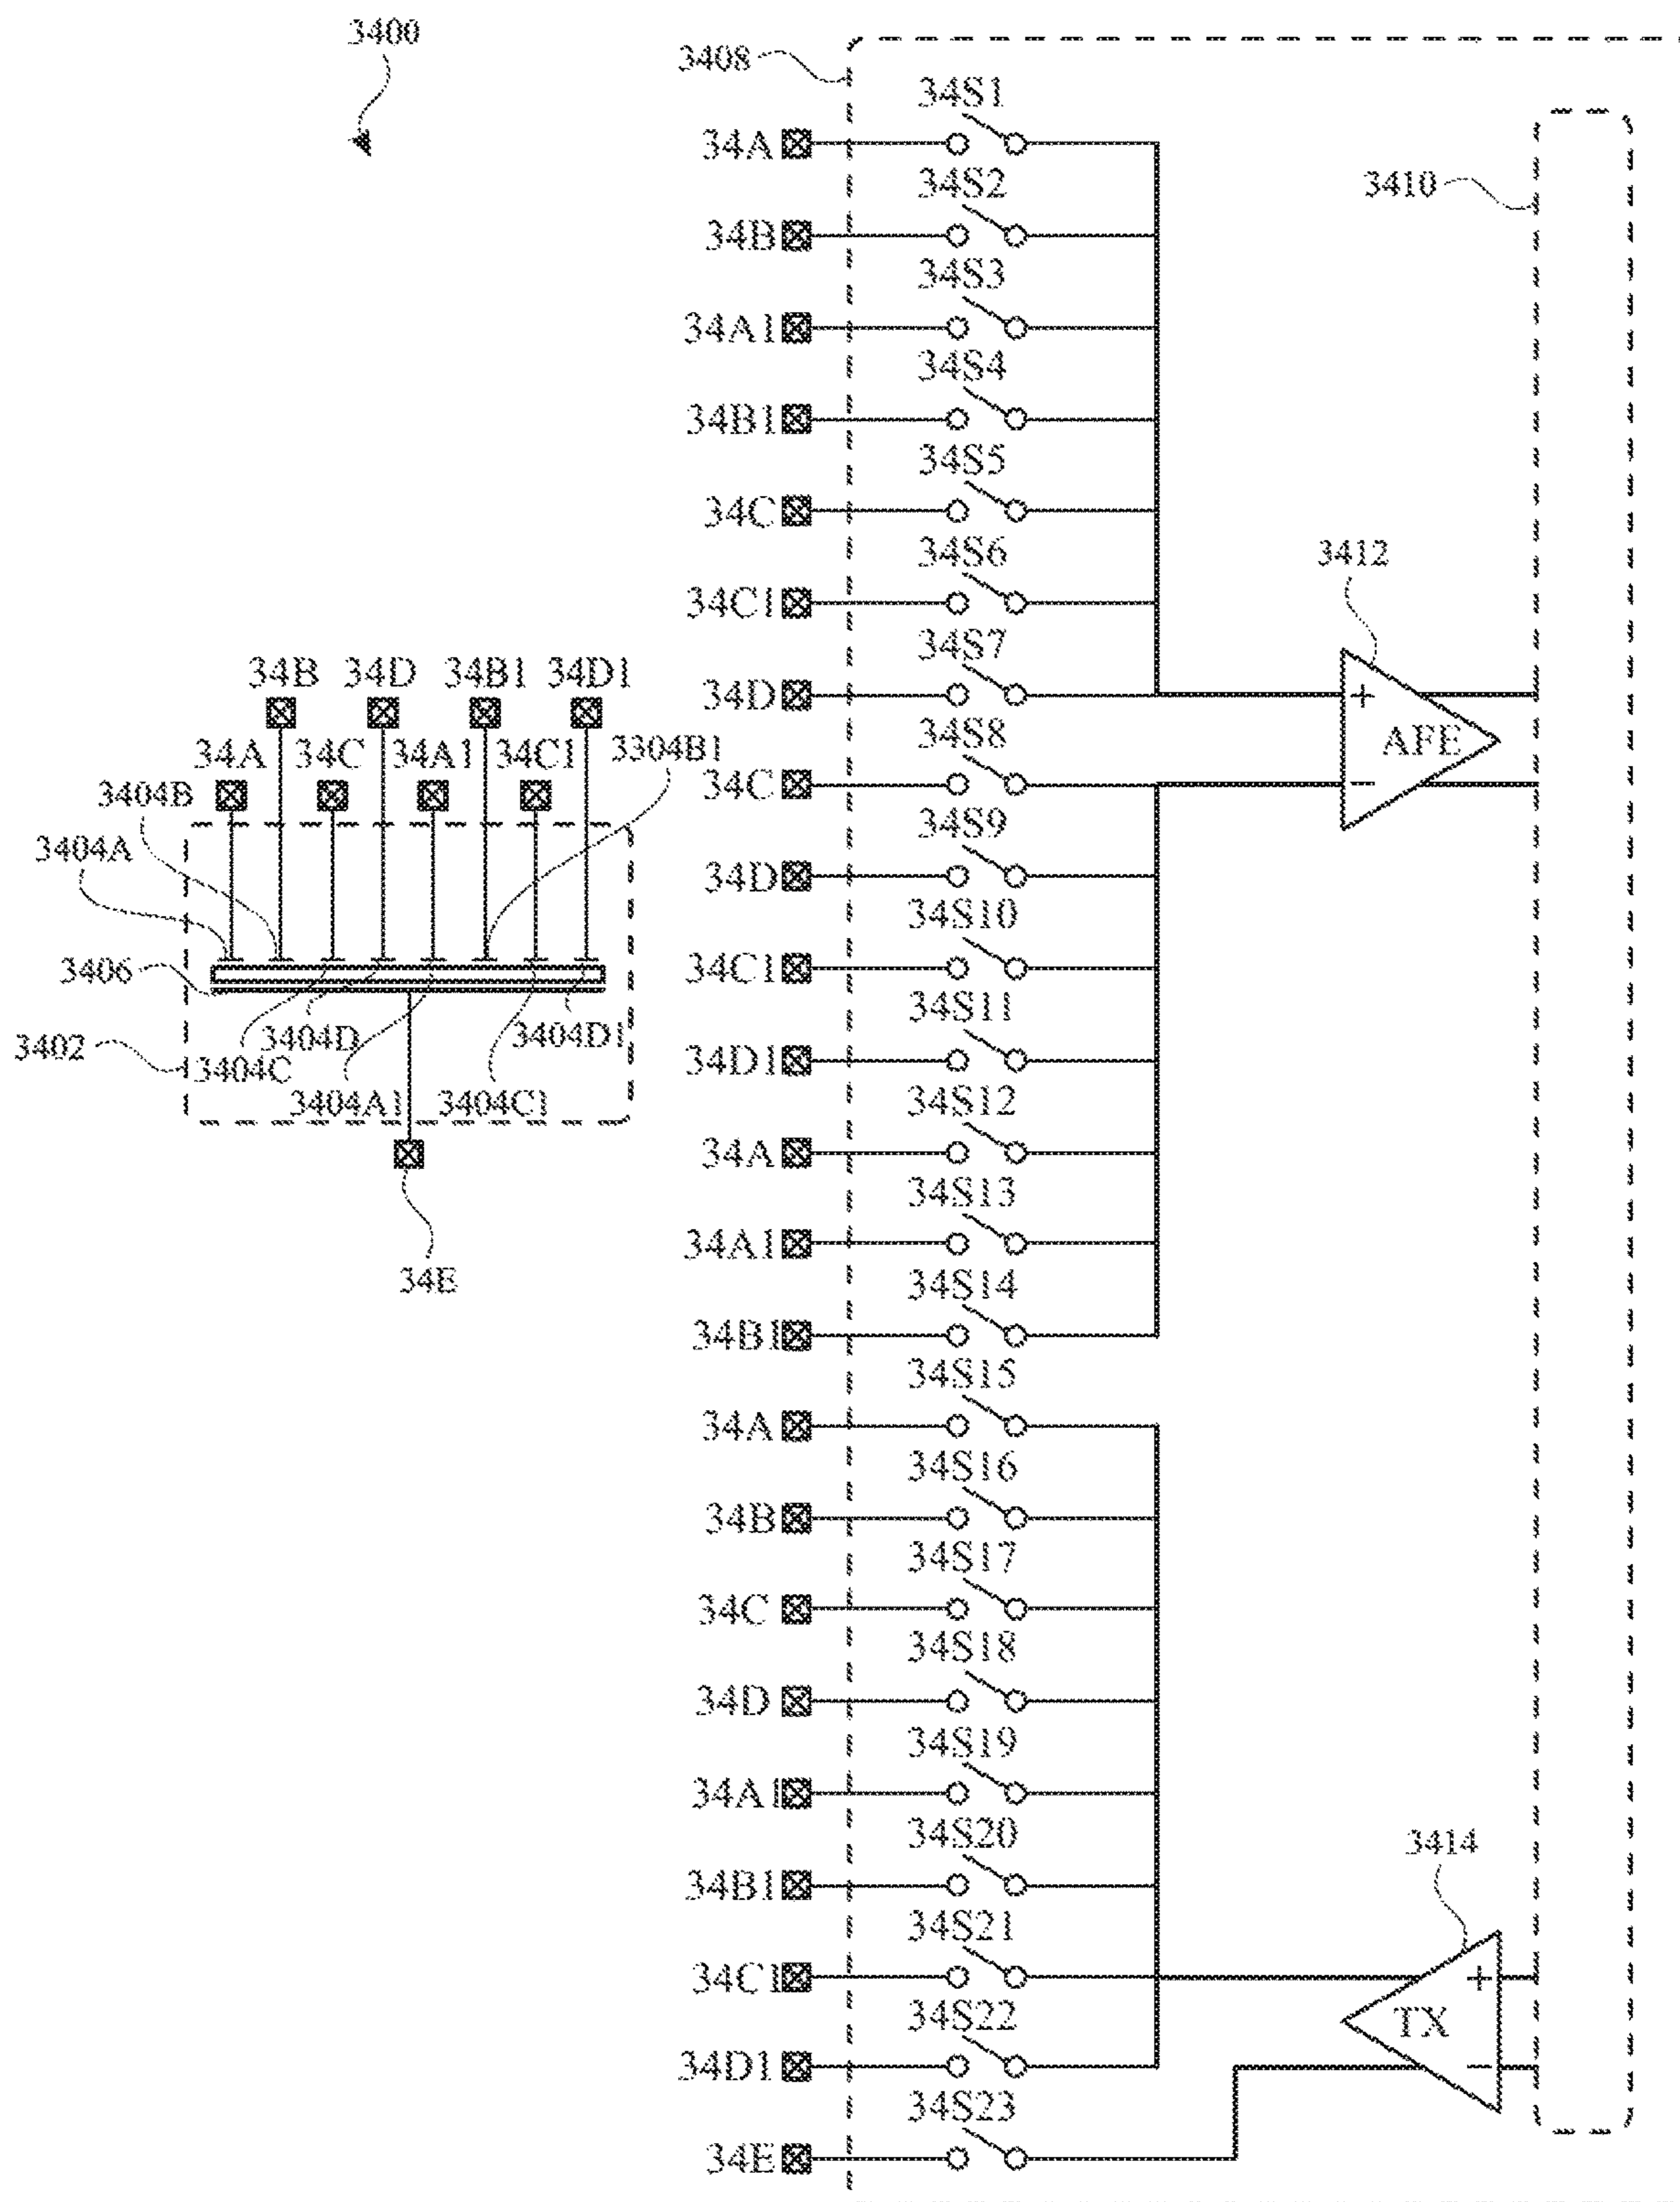 3400
3408
34S1
34A
34S2
3410
34B
34S3
34A1
34S4
34B1
34S5
34C
34S6
3412
34C1
34S7
34B 34D 34B1 34D1
34D
+
34S8
AFE
34A 34C 34A1 34C1 3304B1
34C
−
3404B
34S9
3404A
34D
34S10
3406
34C1
34S11
3404D 3404D1
3402
34D1
3404C
34S12
3404A1 3404C1
34A
34S13
34A1
34E
34S14
34B1
34S15
34A
34S16
34B
34S17
34C
34S18
34D
34S19
34A1
34S20
3414
34B1
34S21
34C1
+
34S22
TX
34D1
−
34S23
34E